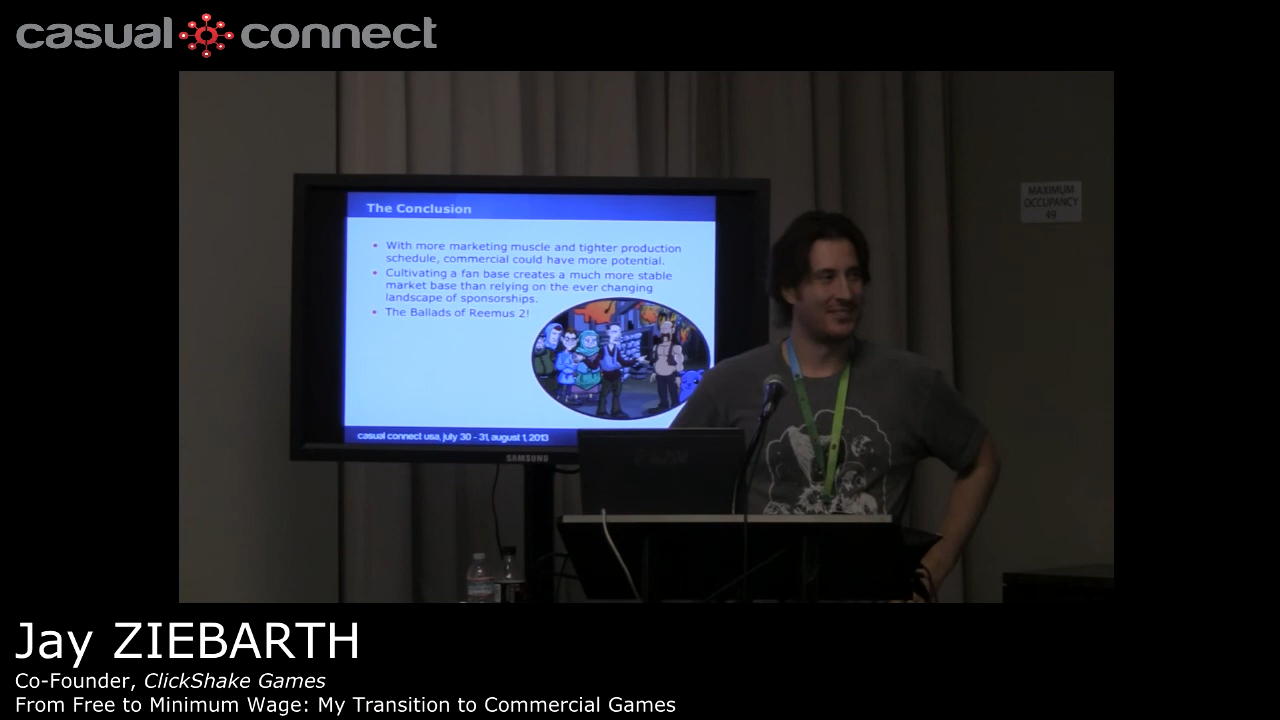 casual connect
MAXIMUM
OCCUPANCY
49
The Conclusion
• With more marketing muscle and tighter production
schedule, commercial could have more potential.
• Cultivating a fan base creates a much more stable
market base than relying on the ever changing
landscape of sponsorships.
• The Ballads of Reemus 2!
casual connect usa, july 30 - 31, august 1, 2013
SAMSUNG
Jay ZIEBARTH
Co-Founder, ClickShake Games
From Free to Minimum Wage: My Transition to Commercial Games